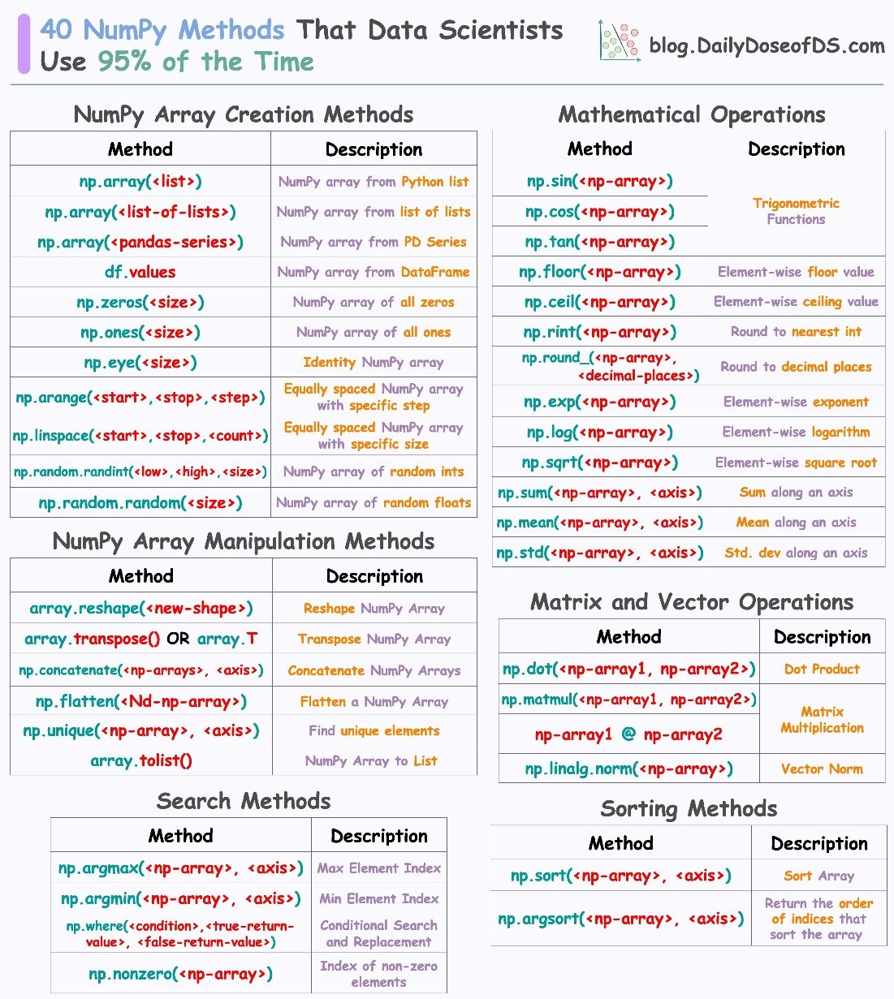 40 NumPy Methods That Data Scientists
Use 95% of the Time
blog.DailyDoseofDS.com
NumPy Array Creation Methods
Method Description
np.array(<list>) NumPy array from Python list
np.array(<list-of-lists>) NumPy array from list of lists
np.array(<pandas-series>) NumPy array from PD Series
df.values NumPy array from DataFrame
np.zeros(<size>) NumPy array of all zeros
np.ones(<size>) NumPy array of all ones
np.eye(<size>) Identity NumPy array
np.arange(<start>,<stop>,<step>) Equally spaced NumPy array
with specific step
np.linspace(<start>,<stop>,<count>) Equally spaced NumPy array
with specific size
np.random.randint(<low>,<high>,<size>) NumPy array of random ints
np.random.random(<size>) NumPy array of random floats
NumPy Array Manipulation Methods
Method Description
array.reshape(<new-shape>) Reshape NumPy Array
array.transpose() OR array.T Transpose NumPy Array
np.concatenate(<np-arrays>, <axis>) Concatenate NumPy Arrays
np.flatten(<Nd-np-array>) Flatten a NumPy Array
np.unique(<np-array>, <axis>) Find unique elements
array.tolist() NumPy Array to List
Search Methods
Method Description
np.argmax(<np-array>, <axis>) Max Element Index
np.argmin(<np-array>, <axis>) Min Element Index
np.where(<condition>,<true-return-
value>, <false-return-value>) Conditional Search
and Replacement
np.nonzero(<np-array>) Index of non-zero
elements
Mathematical Operations
Method Description
np.sin(<np-array>)
np.cos(<np-array>)
np.tan(<np-array>)
Trigonometric
Functions
np.floor(<np-array>) Element-wise floor value
np.ceil(<np-array>) Element-wise ceiling value
np.rint(<np-array>) Round to nearest int
np.round_(<np-array>,
<decimal-places>) Round to decimal places
np.exp(<np-array>) Element-wise exponent
np.log(<np-array>) Element-wise logarithm
np.sqrt(<np-array>) Element-wise square root
np.sum(<np-array>, <axis>) Sum along an axis
np.mean(<np-array>, <axis>) Mean along an axis
np.std(<np-array>, <axis>) Std. dev along an axis
Matrix and Vector Operations
Method Description
np.dot(<np-array1, np-array2>) Dot Product
np.matmul(<np-array1, np-array2>)
np-array1 @ np-array2
Matrix
Multiplication
np.linalg.norm(<np-array>) Vector Norm
Sorting Methods
Method Description
np.sort(<np-array>, <axis>) Sort Array
np.argsort(<np-array>, <axis>) Return the order
of indices that
sort the array